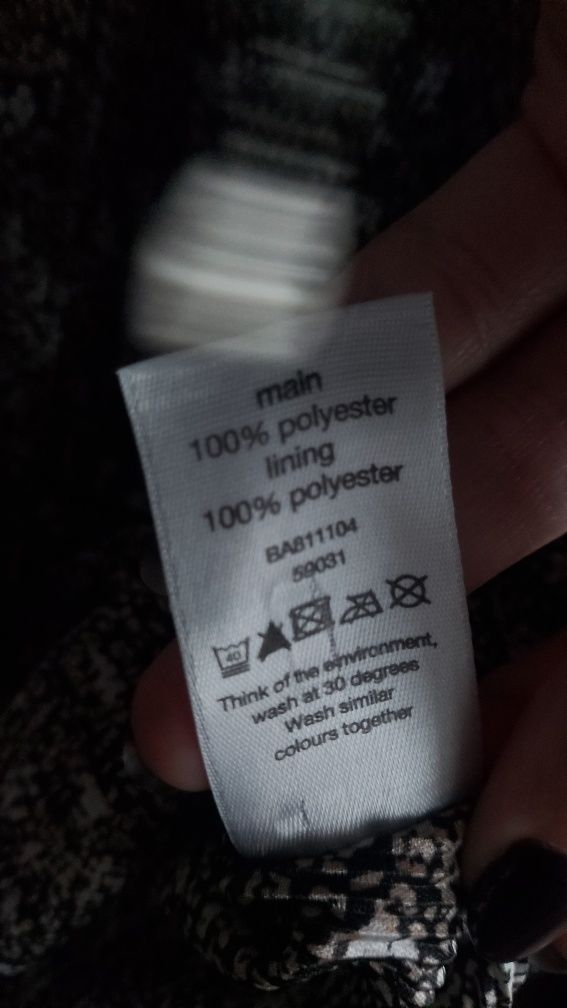 main
100% polyester
lining
100% polyester
BA811104
59031
40
Think of the environment,
wash at 30 degrees
Wash similar
colours together